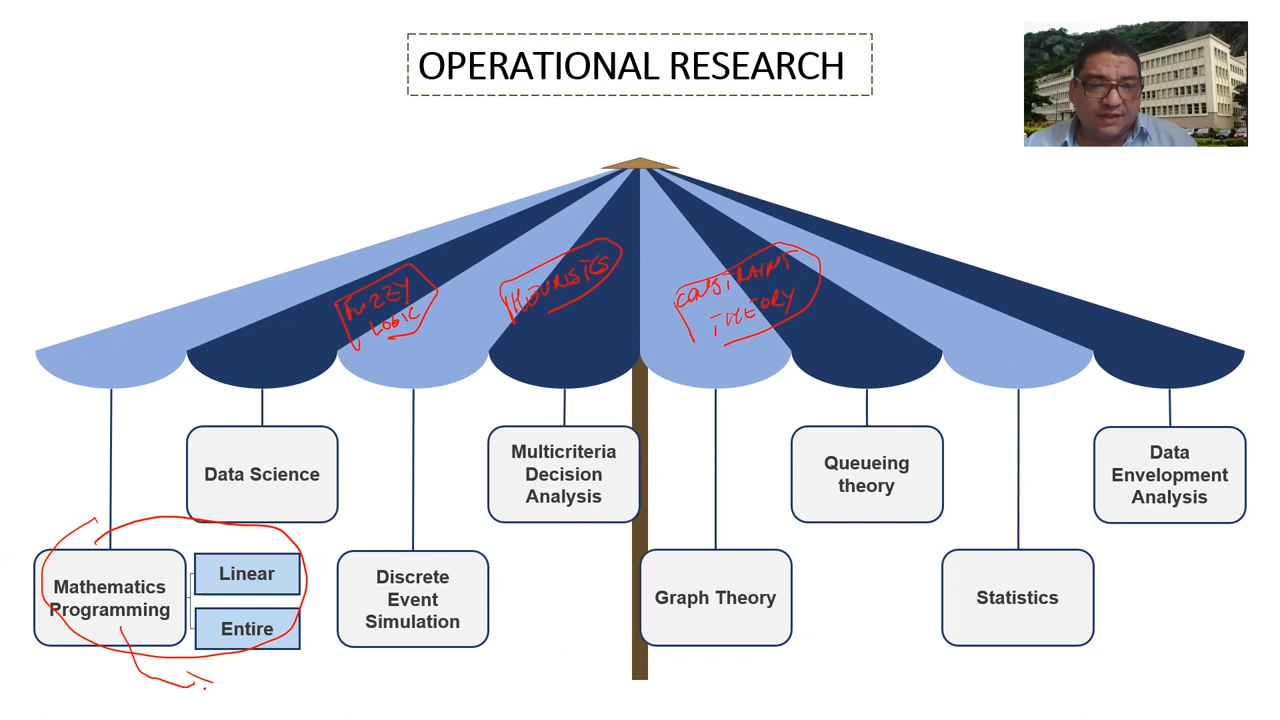 OPERATIONAL RESEARCH
FUZZY
LOGIC
HEURISTICS
CONSTRAINT
THEORY
Data Science
Multicriteria
Decision
Analysis
Queueing
theory
Data
Envelopment
Analysis
Mathematics
Programming
Linear
Entire
Discrete
Event
Simulation
Graph Theory
Statistics